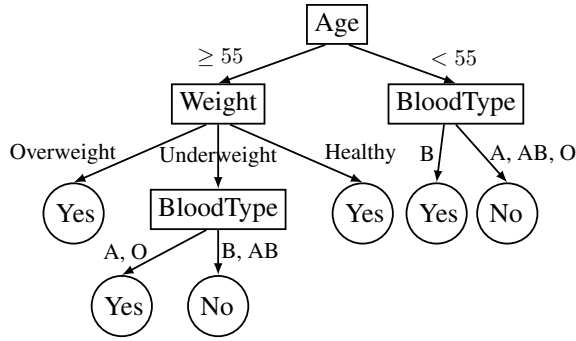 Age
≥ 55
< 55
Weight
BloodType
Overweight
Underweight
Healthy
B
A, AB, O
Yes
BloodType
Yes
Yes
No
A, O
B, AB
Yes
No